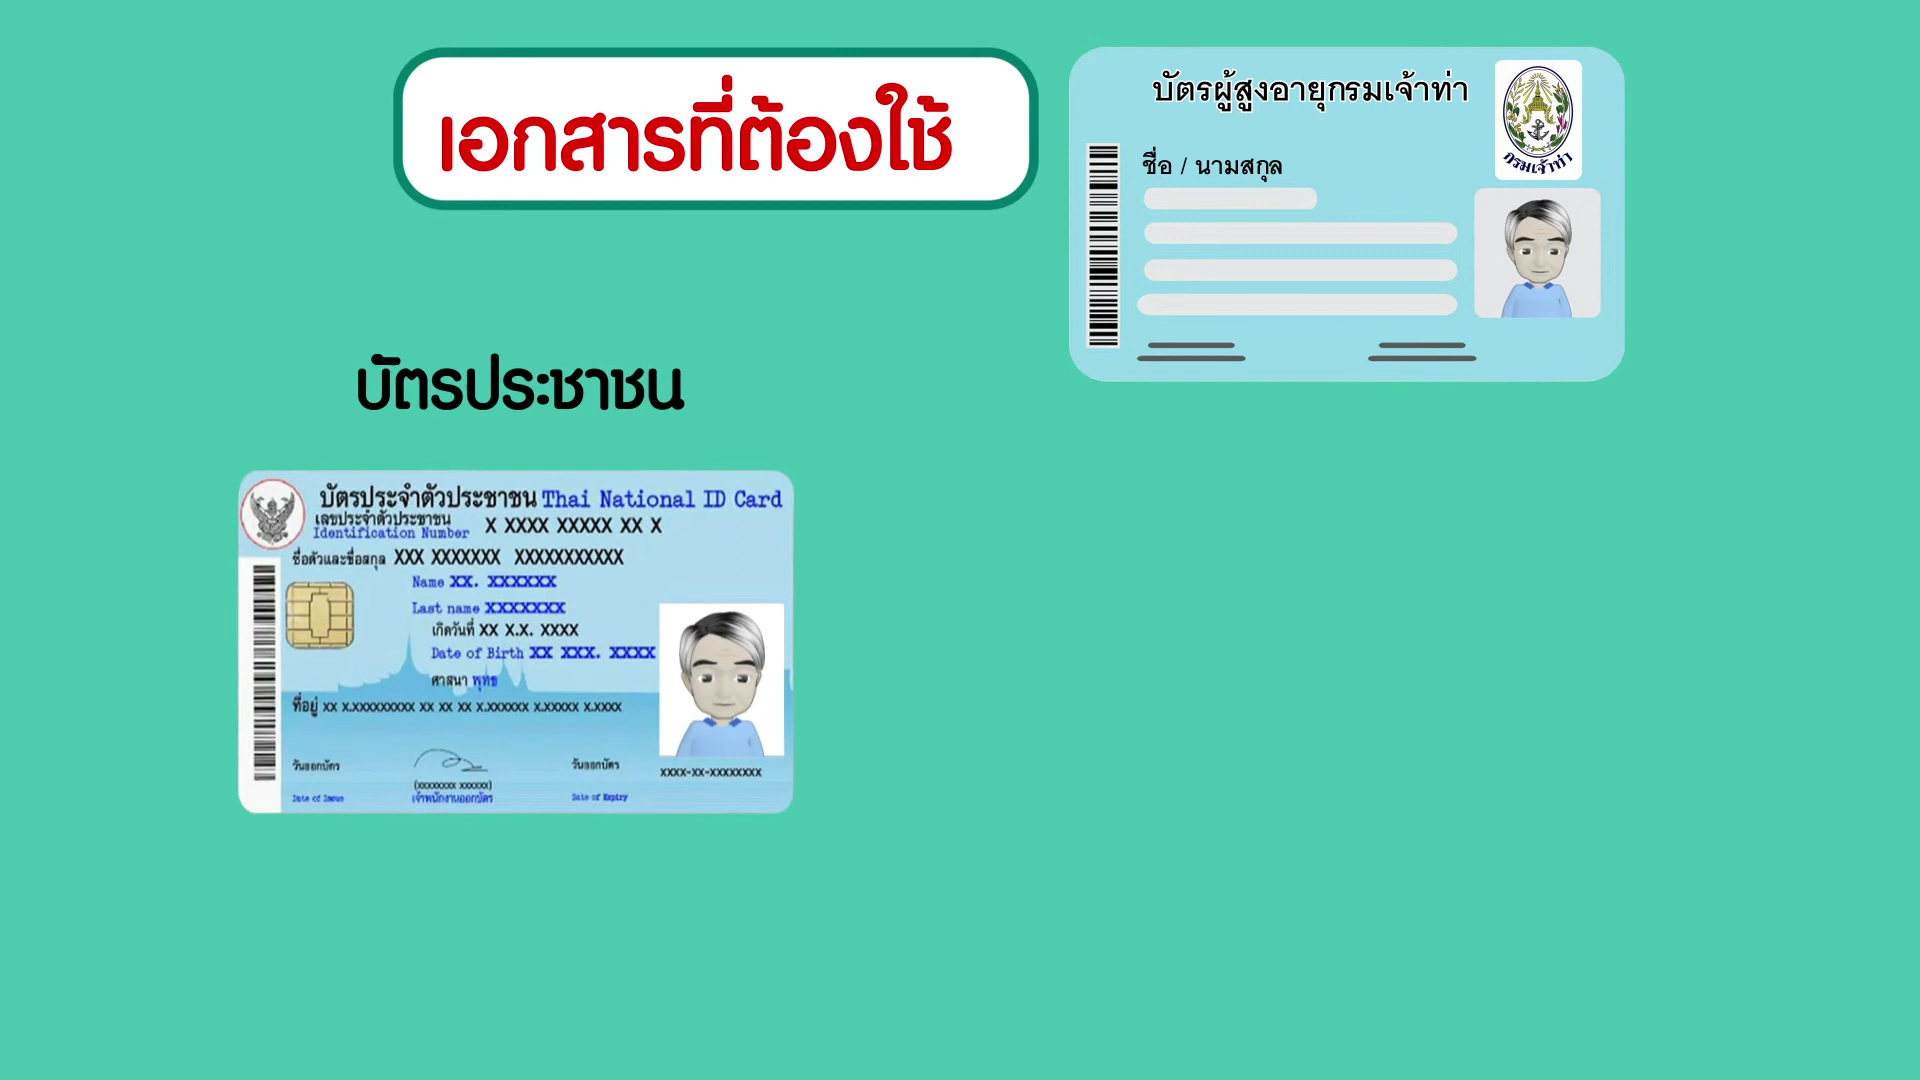 เอกสารที่ต้องใช้
บัตรผู้สูงอายุกรมเจ้าท่า
กรมเจ้าท่า
ชื่อ / นามสกุล
บัตรประชาชน
บัตรประจำตัวประชาชน Thai National ID Card
เลขประจำตัวประชาชน
Identification Number X XXXX XXXXX XX X
ชื่อตัวและชื่อสกุล XXX XXXXXXX XXXXXXXXXXX
Name XX. XXXXXX
Last name XXXXXXX
เกิดวันที่ XX X.X. XXXX
Date of Birth XX XXX. XXXX
ศาสนา พุทธ
ที่อยู่ XX X.XXXXXXXXX XX XX XX X.XXXXXX X.XXXXX X.XXXX
วันออกบัตร
วันออกบัตร
XXXX-XX-XXXXXXXX
(XXXXXXXX XXXXXX)
Date of Issue
เจ้าพนักงานออกบัตร
Date of Expiry